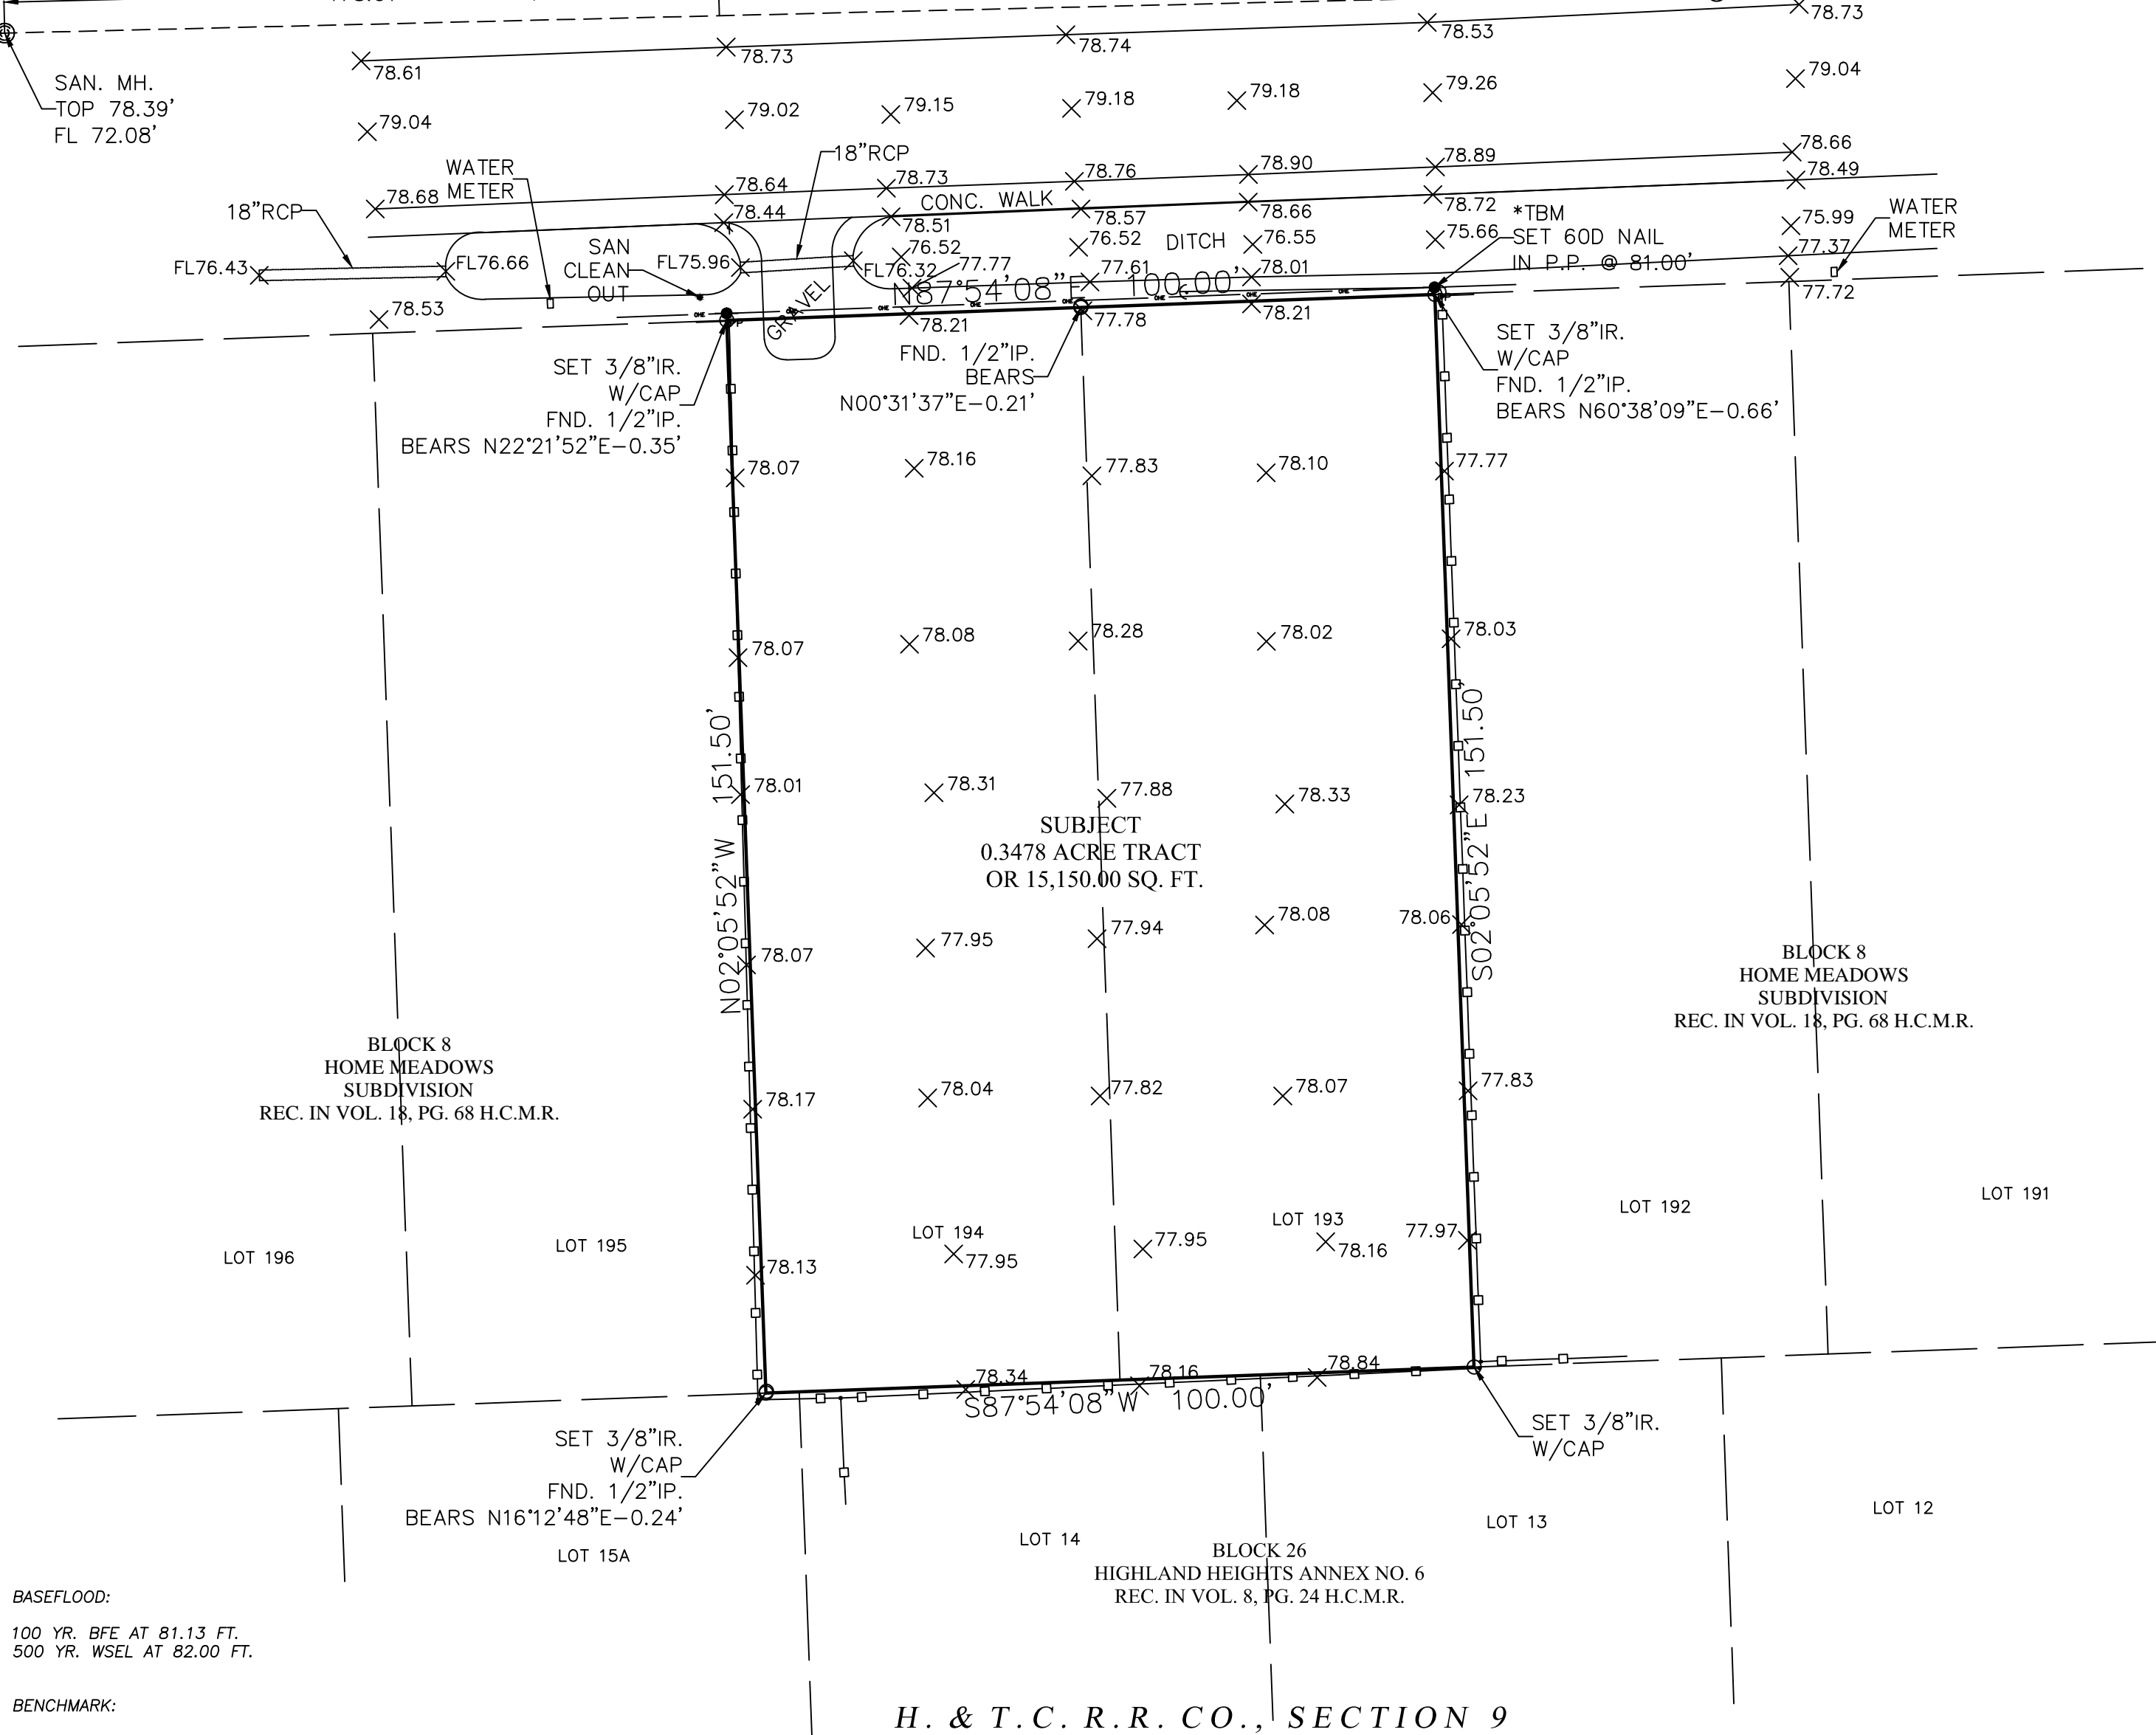 78.61
78.73
78.74
78.53
78.73
SAN. MH.
TOP 78.39'
FL 72.08'
79.04
79.02
79.15
79.18
79.18
79.26
79.04
WATER
METER
18"RCP
18"RCP
78.68
78.64
78.73
78.76
78.90
78.89
78.66
78.44
78.51
CONC. WALK
78.57
78.66
78.72
78.49
*TBM
SET 60D NAIL
IN P.P. @ 81.00'
75.99
WATER
METER
FL76.43
FL76.66
SAN
CLEAN
OUT
FL75.96
FL76.32
76.52
76.52
DITCH
76.55
75.66
77.37
77.77
77.61
78.01
77.72
N87°54'08"E 100.00'
GRAVEL
OHE OHE OHE OHE OHE
78.53
78.21
77.78
78.21
SET 3/8"IR.
W/CAP
FND. 1/2"IP.
BEARS N22°21'52"E-0.35'
FND. 1/2"IP.
BEARS
N00°31'37"E-0.21'
SET 3/8"IR.
W/CAP
FND. 1/2"IP.
BEARS N60°38'09"E-0.66'
78.07
78.16
77.83
78.10
77.77
78.07
78.08
78.28
78.02
78.03
N02°05'52"W 151.50'
S02°05'52"E 151.50'
78.01
78.31
77.88
78.33
78.23
SUBJECT
0.3478 ACRE TRACT
OR 15,150.00 SQ. FT.
78.07
77.95
77.94
78.08
78.06
BLOCK 8
HOME MEADOWS
SUBDIVISION
REC. IN VOL. 18, PG. 68 H.C.M.R.
BLOCK 8
HOME MEADOWS
SUBDIVISION
REC. IN VOL. 18, PG. 68 H.C.M.R.
78.17
78.04
77.82
78.07
77.83
LOT 196
LOT 195
LOT 194
LOT 193
LOT 192
LOT 191
78.13
77.95
77.95
78.16
77.97
78.34
78.16
78.84
S87°54'08"W 100.00'
SET 3/8"IR.
W/CAP
FND. 1/2"IP.
BEARS N16°12'48"E-0.24'
SET 3/8"IR.
W/CAP
LOT 15A
LOT 14
LOT 13
LOT 12
BLOCK 26
HIGHLAND HEIGHTS ANNEX NO. 6
REC. IN VOL. 8, PG. 24 H.C.M.R.
BASEFLOOD:
100 YR. BFE AT 81.13 FT.
500 YR. WSEL AT 82.00 FT.
BENCHMARK:
H. & T.C. R.R. CO., SECTION 9